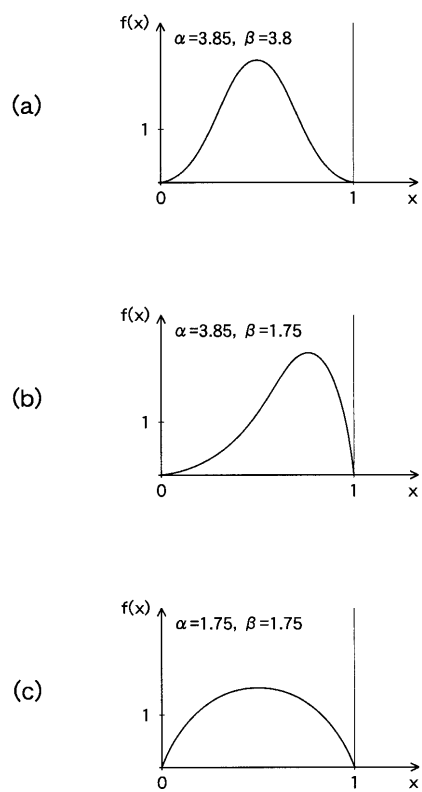 (a)
f(x)
α=3.85, β=3.8
1
0 1 x
(b)
f(x)
α=3.85, β=1.75
1
0 1 x
(c)
f(x)
α=1.75, β=1.75
1
0 1 x